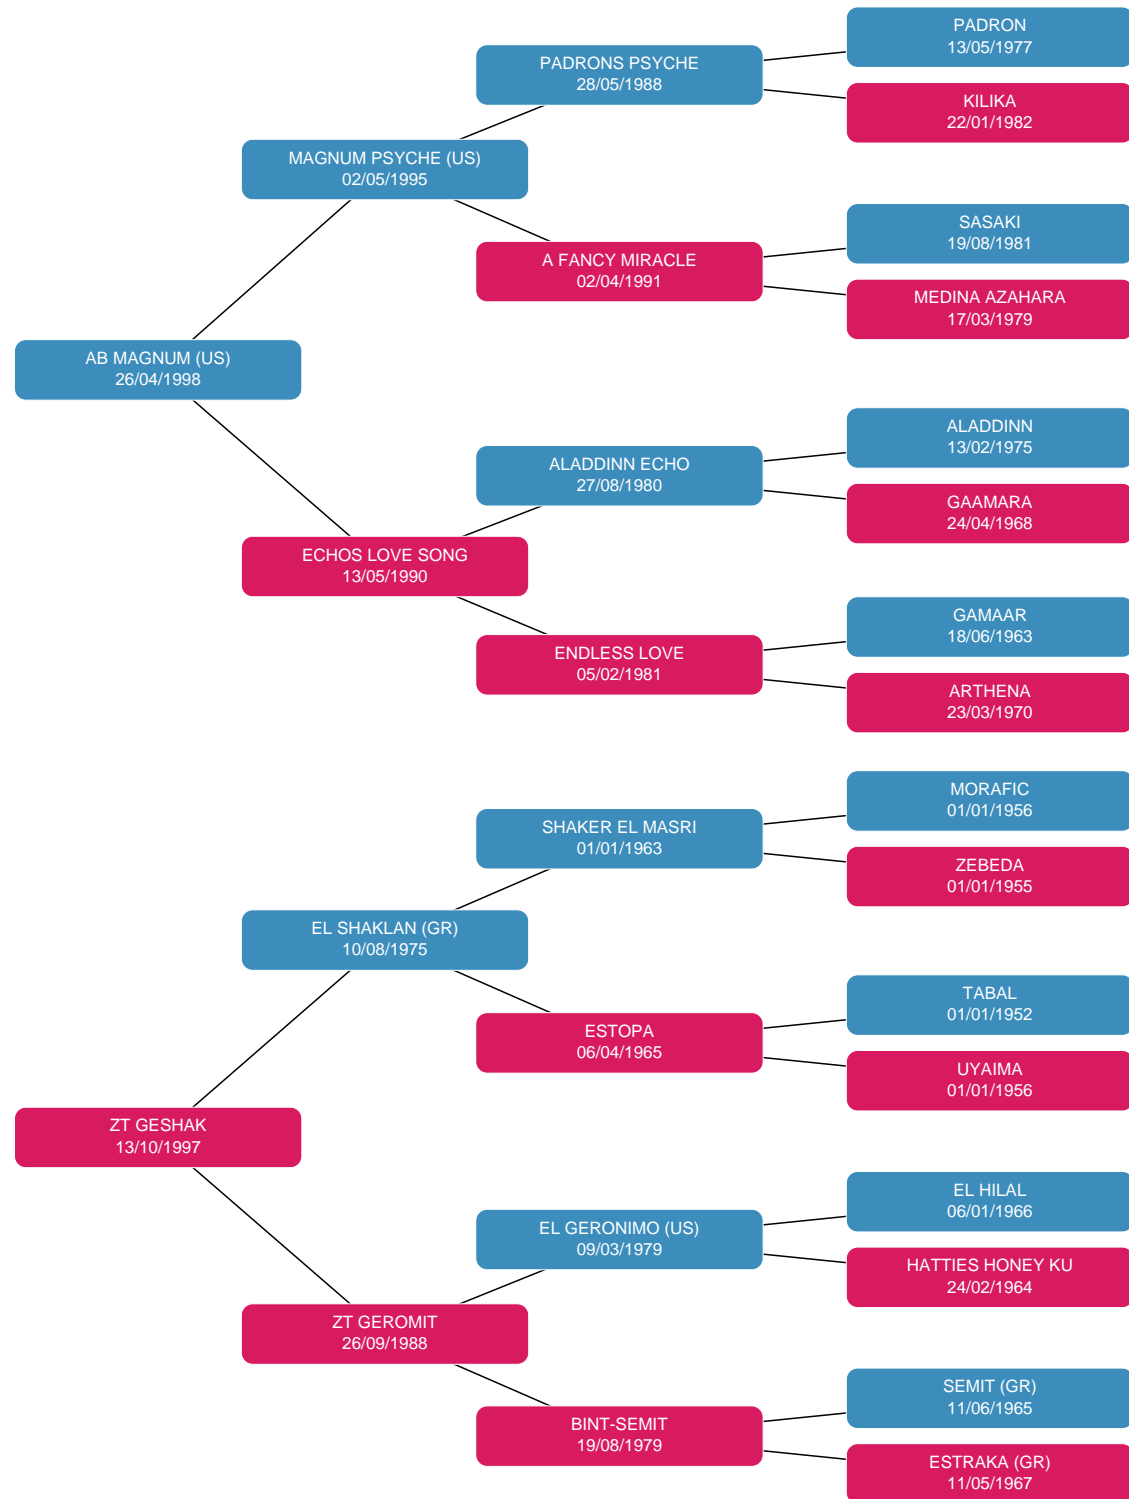 PADRON
13/05/1977
PADRONS PSYCHE
28/05/1988
KILIKA
22/01/1982
MAGNUM PSYCHE (US)
02/05/1995
SASAKI
19/08/1981
A FANCY MIRACLE
02/04/1991
MEDINA AZAHARA
17/03/1979
AB MAGNUM (US)
26/04/1998
ALADDINN
13/02/1975
ALADDINN ECHO
27/08/1980
GAAMARA
24/04/1968
ECHOS LOVE SONG
13/05/1990
GAMAAR
18/06/1963
ENDLESS LOVE
05/02/1981
ARTHENA
23/03/1970
MORAFIC
01/01/1956
SHAKER EL MASRI
01/01/1963
ZEBEDA
01/01/1955
EL SHAKLAN (GR)
10/08/1975
TABAL
01/01/1952
ESTOPA
06/04/1965
UYAIMA
01/01/1956
ZT GESHAK
13/10/1997
EL HILAL
06/01/1966
EL GERONIMO (US)
09/03/1979
HATTIES HONEY KU
24/02/1964
ZT GEROMIT
26/09/1988
SEMIT (GR)
11/06/1965
BINT-SEMIT
19/08/1979
ESTRAKA (GR)
11/05/1967